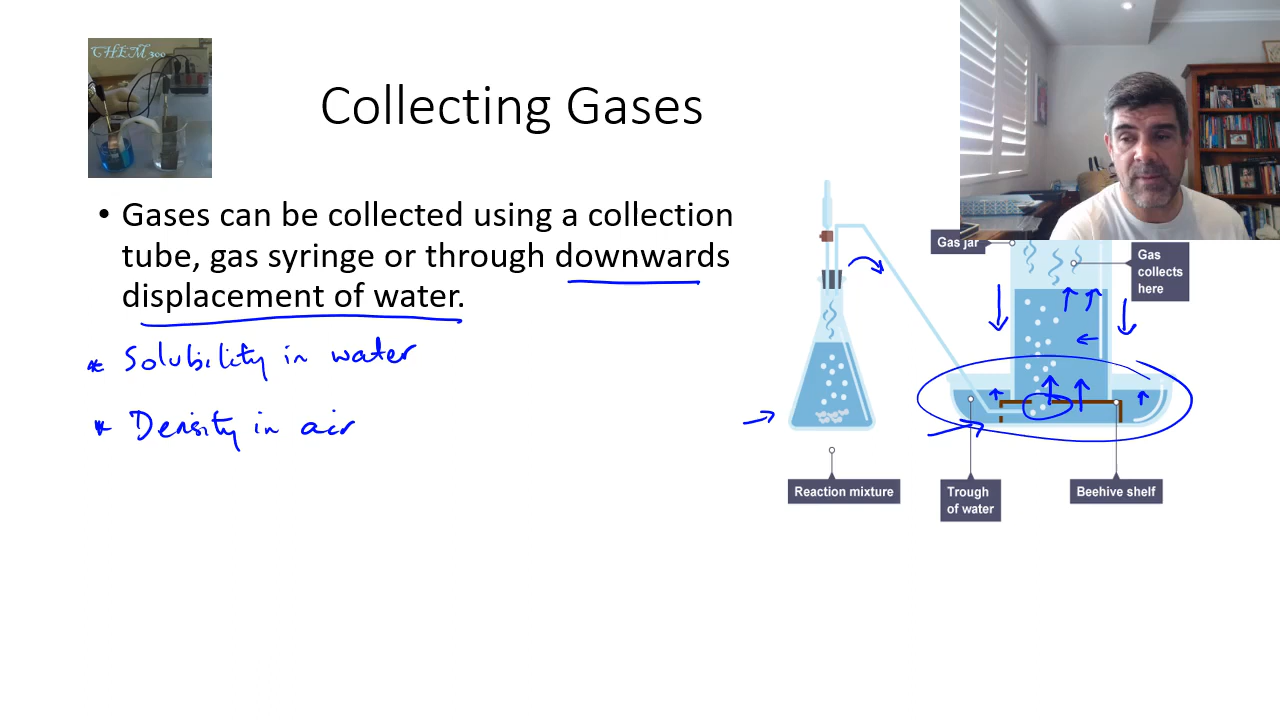 CHEM 300
Collecting Gases
• Gases can be collected using a collection
tube, gas syringe or through downwards
displacement of water.
* Solubility in water
* Density in air
Gas jar
Gas
collects
here
Reaction mixture
Trough
of water
Beehive shelf